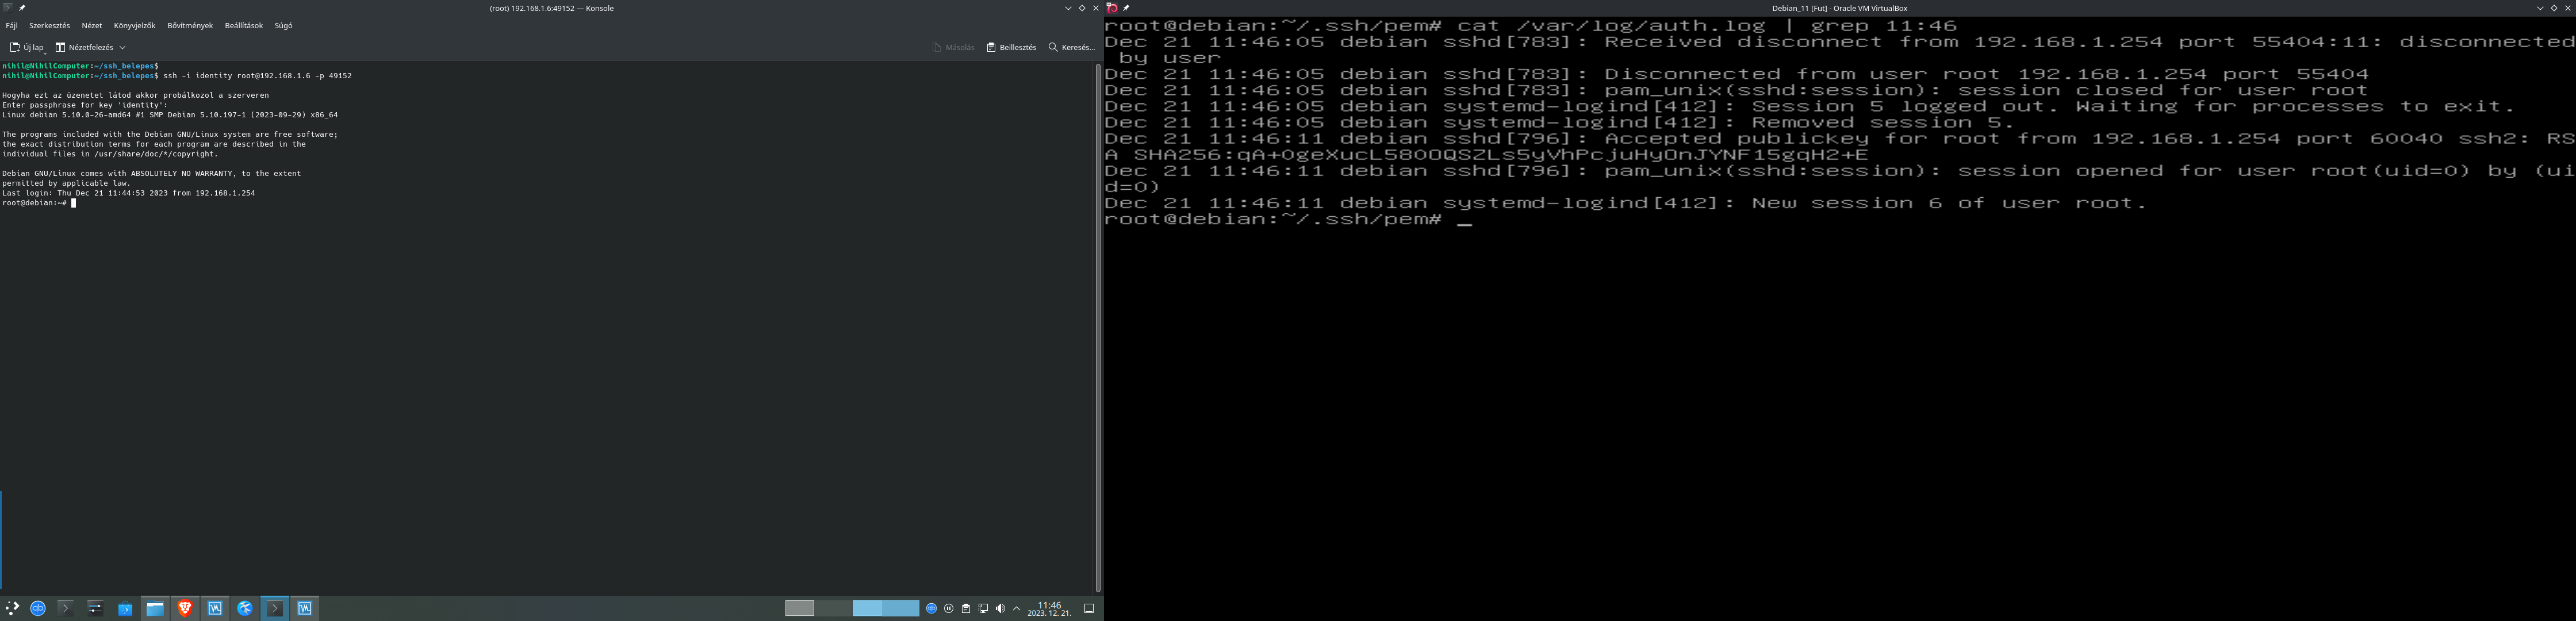 (root) 192.168.1.6:49152 — Konsole
Fájl Szerkesztés Nézet Könyvjelzők Bővítmények Beállítások Súgó
Új lap Nézetfelezés Másolás Beillesztés Keresés...
nihil@NihilComputer:~/ssh_belepes$
nihil@NihilComputer:~/ssh_belepes$ ssh -i identity root@192.168.1.6 -p 49152
Hogyha ezt az üzenetet látod akkor probálkozol a szerveren
Enter passphrase for key 'identity':
Linux debian 5.10.0-26-amd64 #1 SMP Debian 5.10.197-1 (2023-09-29) x86_64
The programs included with the Debian GNU/Linux system are free software;
the exact distribution terms for each program are described in the
individual files in /usr/share/doc/*/copyright.
Debian GNU/Linux comes with ABSOLUTELY NO WARRANTY, to the extent
permitted by applicable law.
Last login: Thu Dec 21 11:44:53 2023 from 192.168.1.254
root@debian:~#
11:46
2023. 12. 21.
Debian_11 [Fut] - Oracle VM VirtualBox
root@debian:~/.ssh/pem# cat /var/log/auth.log | grep 11:46
Dec 21 11:46:05 debian sshd[783]: Received disconnect from 192.168.1.254 port 55404:11: disconnected
by user
Dec 21 11:46:05 debian sshd[783]: Disconnected from user root 192.168.1.254 port 55404
Dec 21 11:46:05 debian sshd[783]: pam_unix(sshd:session): session closed for user root
Dec 21 11:46:05 debian systemd-logind[412]: Session 5 logged out. Waiting for processes to exit.
Dec 21 11:46:05 debian systemd-logind[412]: Removed session 5.
Dec 21 11:46:11 debian sshd[796]: Accepted publickey for root from 192.168.1.254 port 60040 ssh2: RS
A SHA256:qA+OgeXucL580OQSZLs5yVhPcjuHyOnJYNF15gqH2+E
Dec 21 11:46:11 debian sshd[796]: pam_unix(sshd:session): session opened for user root(uid=0) by (ui
d=0)
Dec 21 11:46:11 debian systemd-logind[412]: New session 6 of user root.
root@debian:~/.ssh/pem# _